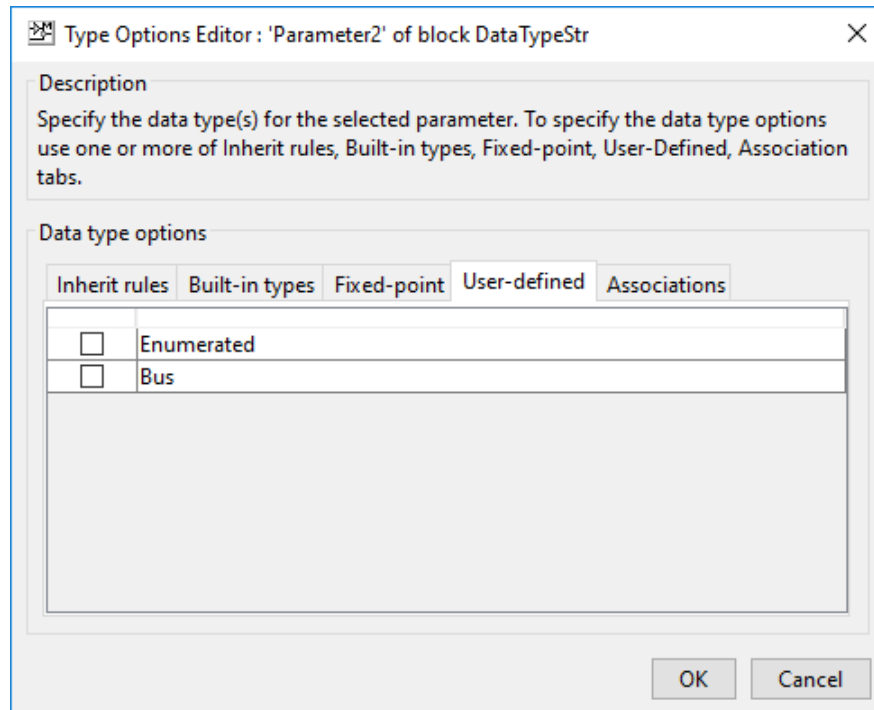 Type Options Editor : 'Parameter2' of block DataTypeStr
Description
Specify the data type(s) for the selected parameter. To specify the data type options
use one or more of Inherit rules, Built-in types, Fixed-point, User-Defined, Association
tabs.
Data type options
Inherit rules Built-in types Fixed-point User-defined Associations
Enumerated
Bus
OK Cancel